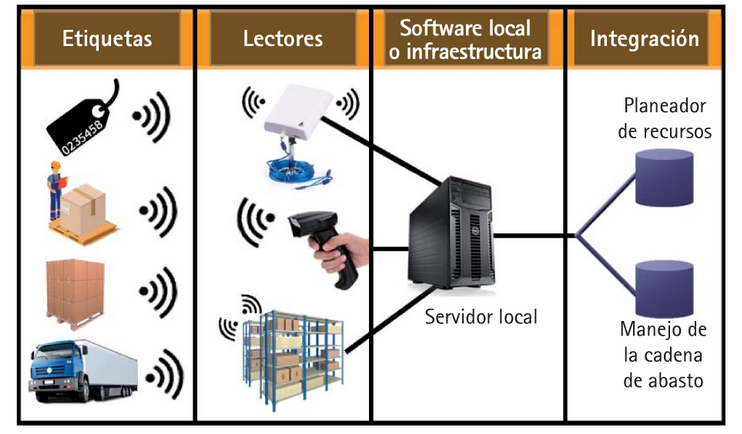 Etiquetas
Lectores
Software local
o infraestructura
Integración
0235458
Servidor local
Planeador
de recursos
Manejo de
la cadena
de abasto